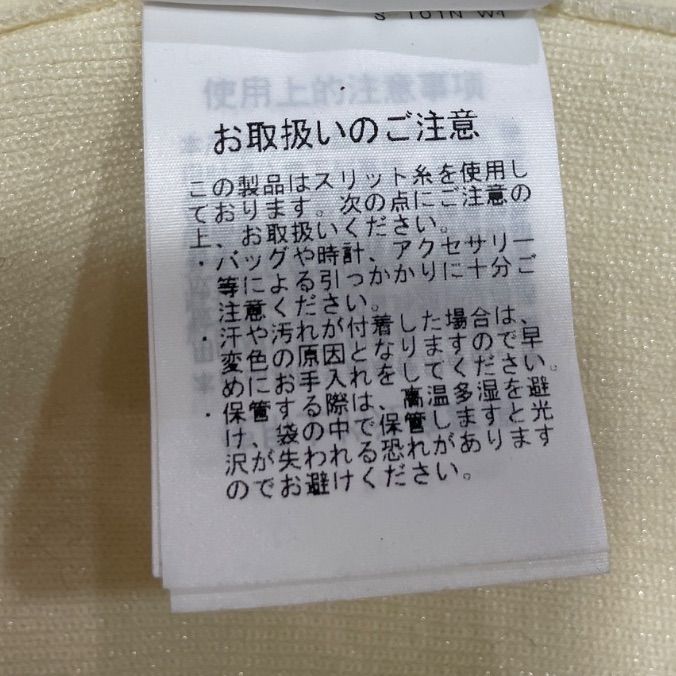 S 101N WT
使用上的注意事項
お取扱いのご注意
この製品はスリット糸を使用し
ております。次の点にご注意の
上、お取扱いください。
・バッグや時計、アクセサリー
等による引っかかりに十分ご
注意ください。
・汗や汚れが付着した場合は、
変色の原因となりますので早
めにお手入れをしてください。
・保管する際は、高温多湿を避
け、袋の中で保管しますと光
沢が失われる恐れがあります
のでお避けください。